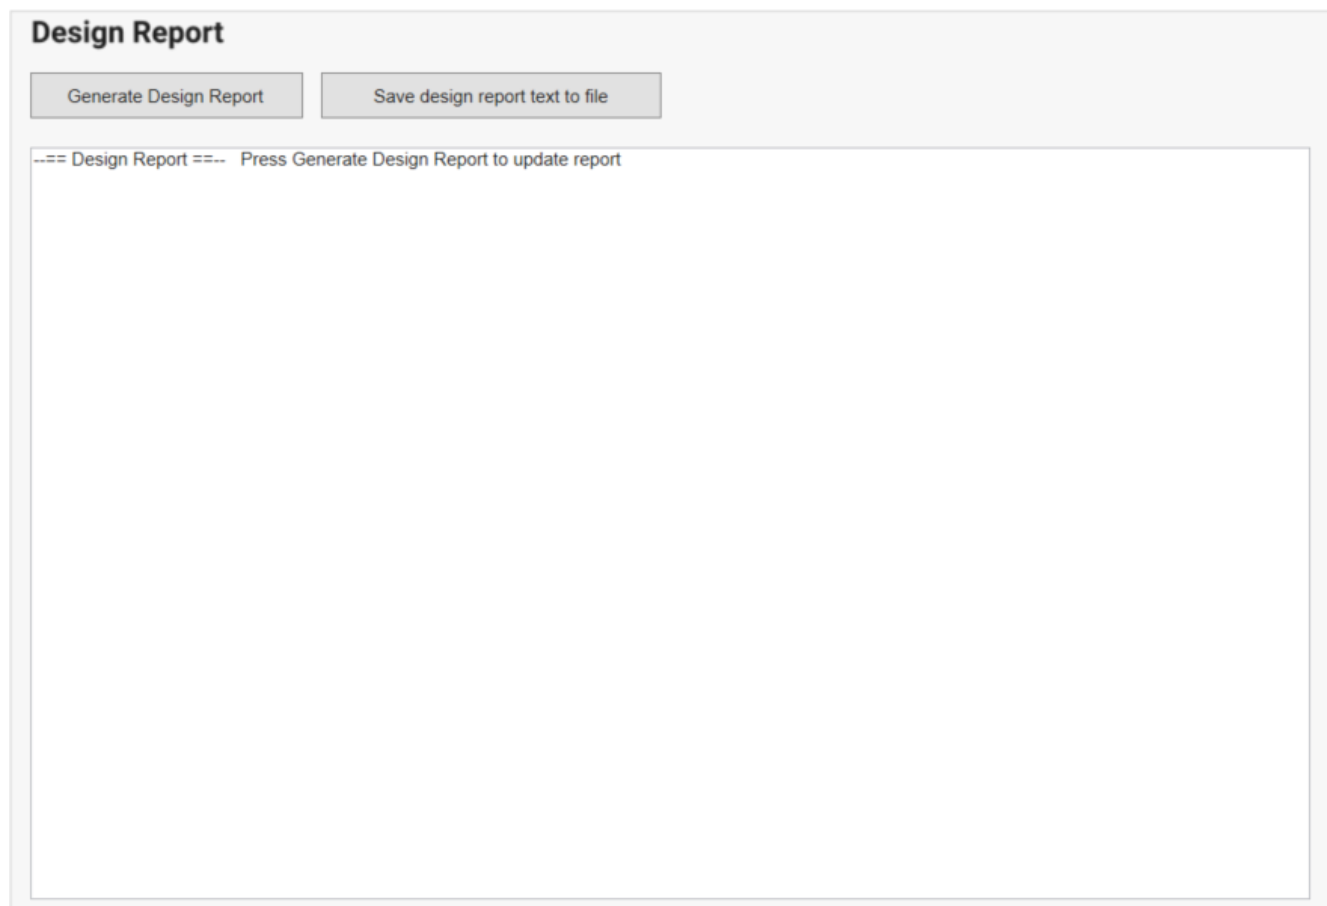 Design Report
Generate Design Report
Save design report text to file
--== Design Report ==-- Press Generate Design Report to update report